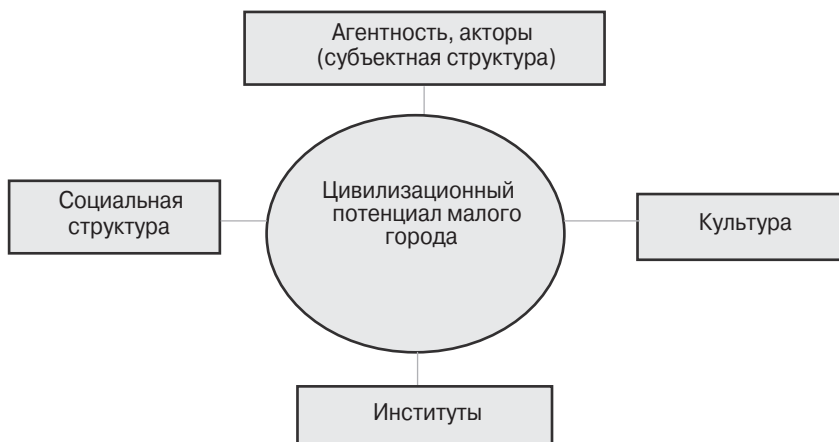 Агентность, акторы
(субъектная структура)
Социальная
структура
Цивилизационный
потенциал малого
города
Культура
Институты